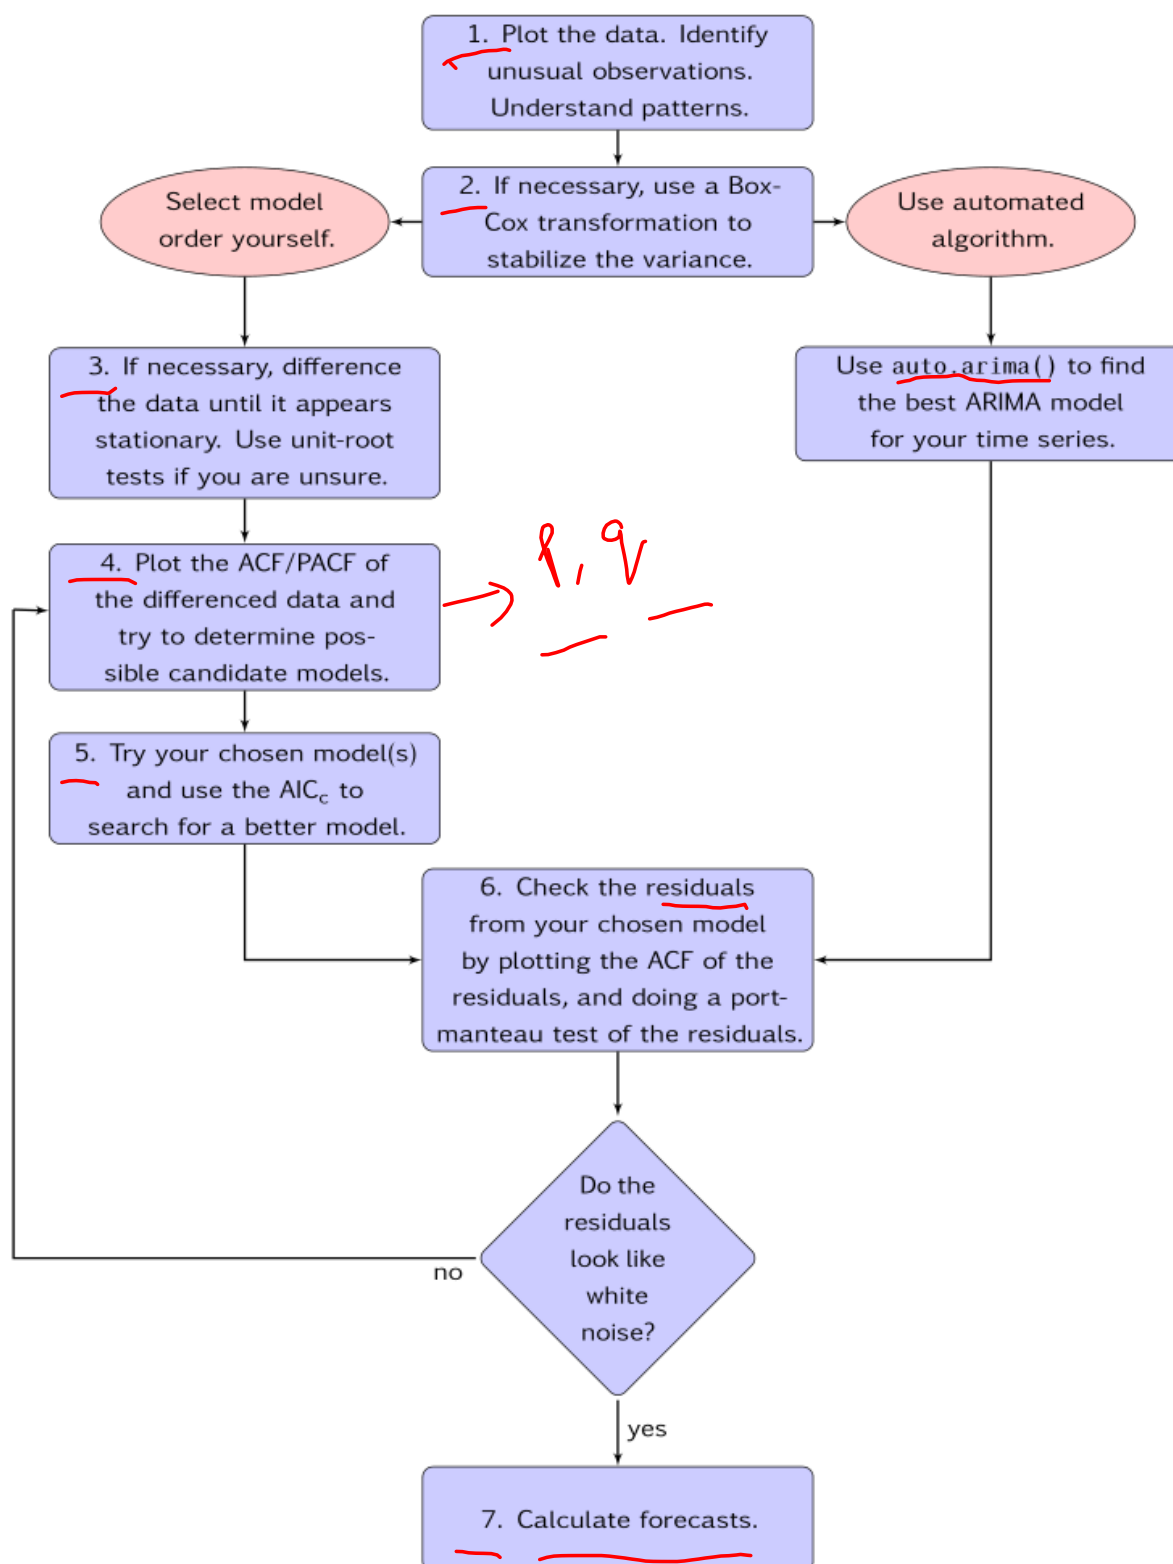 1. Plot the data. Identify
unusual observations.
Understand patterns.
Select model
order yourself.
2. If necessary, use a Box-
Cox transformation to
stabilize the variance.
Use automated
algorithm.
3. If necessary, difference
the data until it appears
stationary. Use unit-root
tests if you are unsure.
Use auto.arima() to find
the best ARIMA model
for your time series.
4. Plot the ACF/PACF of
the differenced data and
try to determine pos-
sible candidate models.
p, q
5. Try your chosen model(s)
and use the AICc to
search for a better model.
6. Check the residuals
from your chosen model
by plotting the ACF of the
residuals, and doing a port-
manteau test of the residuals.
Do the
residuals
look like
white
noise?
no
yes
7. Calculate forecasts.